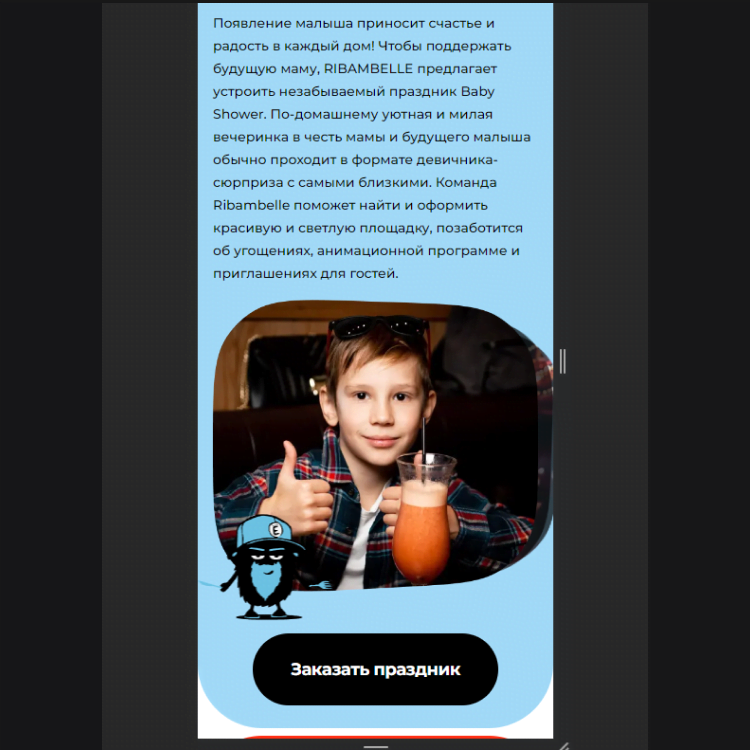 Появление малыша приносит счастье и
радость в каждый дом! Чтобы поддержать
будущую маму, RIBAMBELLE предлагает
устроить незабываемый праздник Baby
Shower. По-домашнему уютная и милая
вечеринка в честь мамы и будущего малыша
обычно проходит в формате девичника-
сюрприза с самыми близкими. Команда
Ribambelle поможет найти и оформить
красивую и светлую площадку, позаботится
об угощениях, анимационной программе и
приглашениях для гостей.
E
Заказать праздник